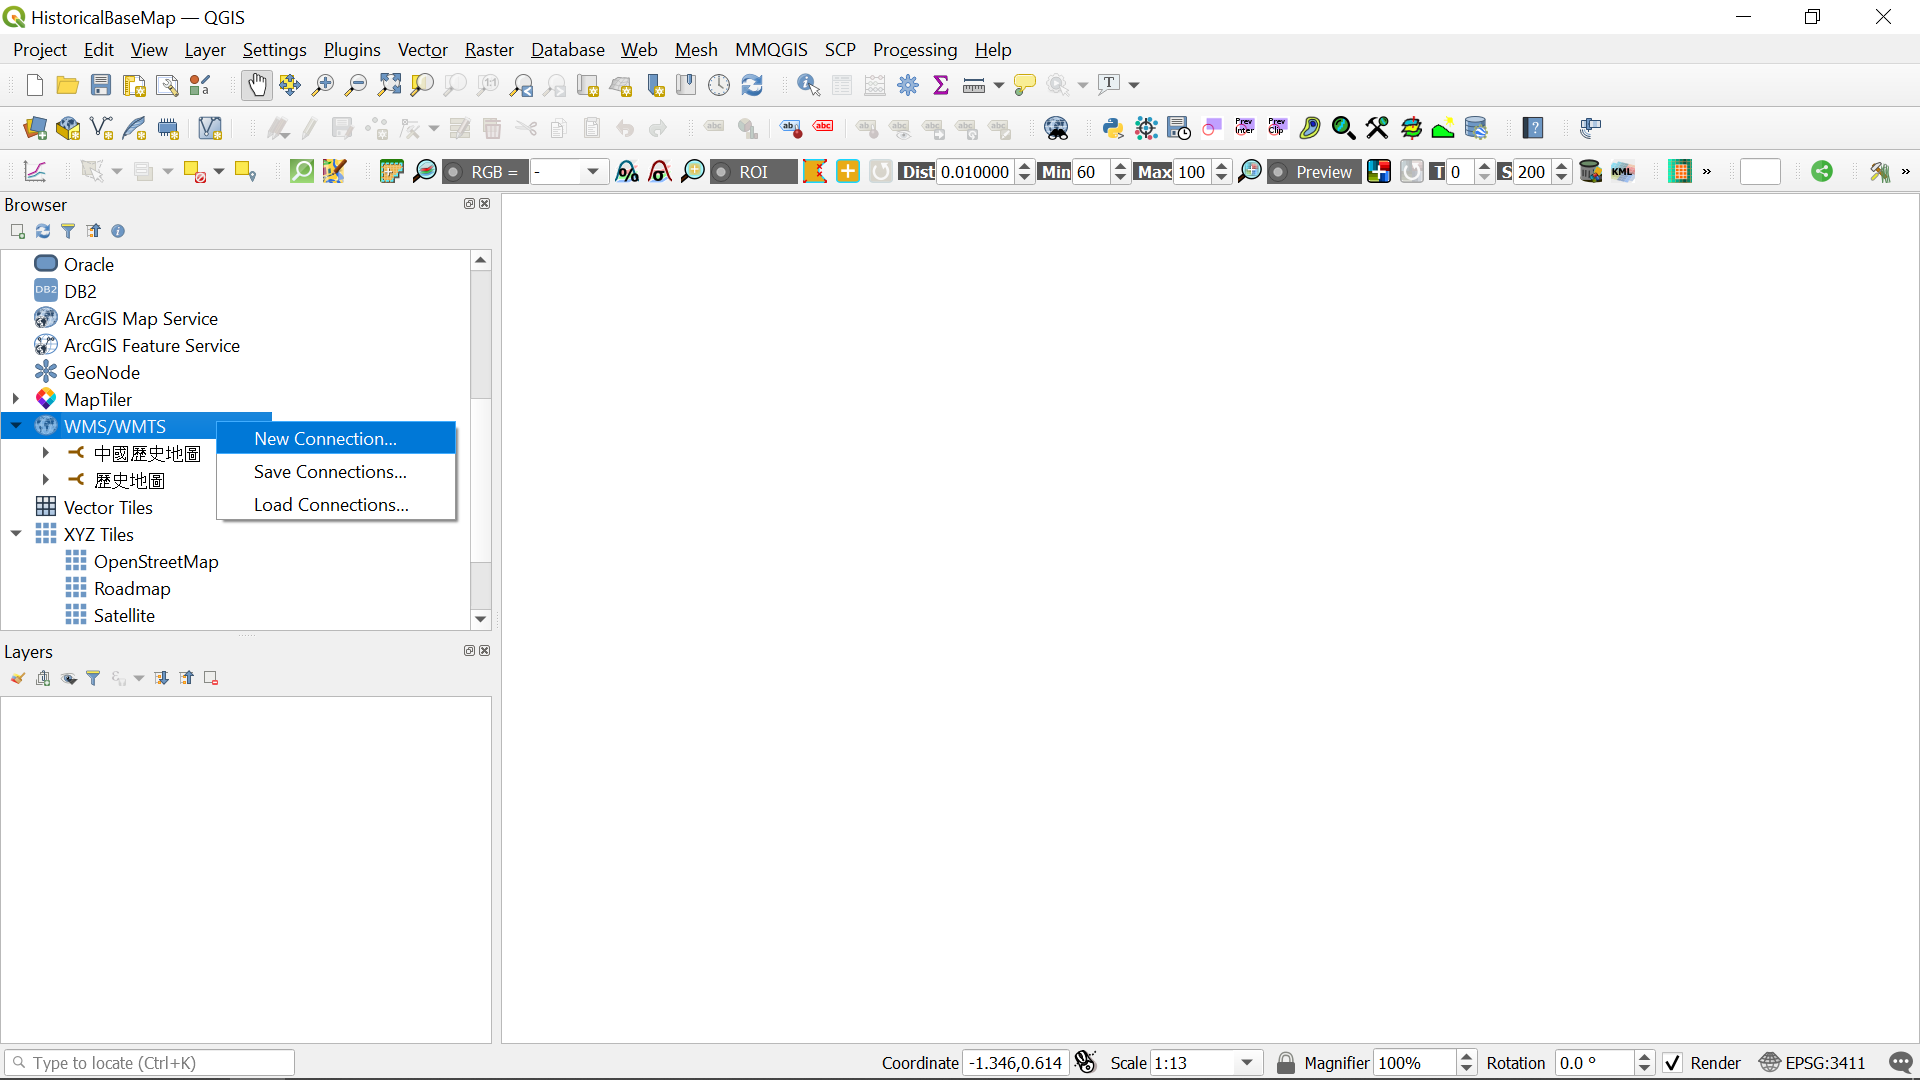 HistoricalBaseMap — QGIS
Project Edit View Layer Settings Plugins Vector Raster Database Web Mesh MMQGIS SCP Processing Help
RGB = - ROI Dist 0.010000 Min 60 Max 100 Preview T 0 S 200 KML »
Browser
Oracle
DB2 DB2
ArcGIS Map Service
ArcGIS Feature Service
GeoNode
MapTiler
WMS/WMTS
New Connection...
中國歷史地圖
Save Connections...
歷史地圖
Load Connections...
Vector Tiles
XYZ Tiles
OpenStreetMap
Roadmap
Satellite
Layers
Type to locate (Ctrl+K)
Coordinate -1.346,0.614 Scale 1:13 Magnifier 100% Rotation 0.0 ° Render EPSG:3411